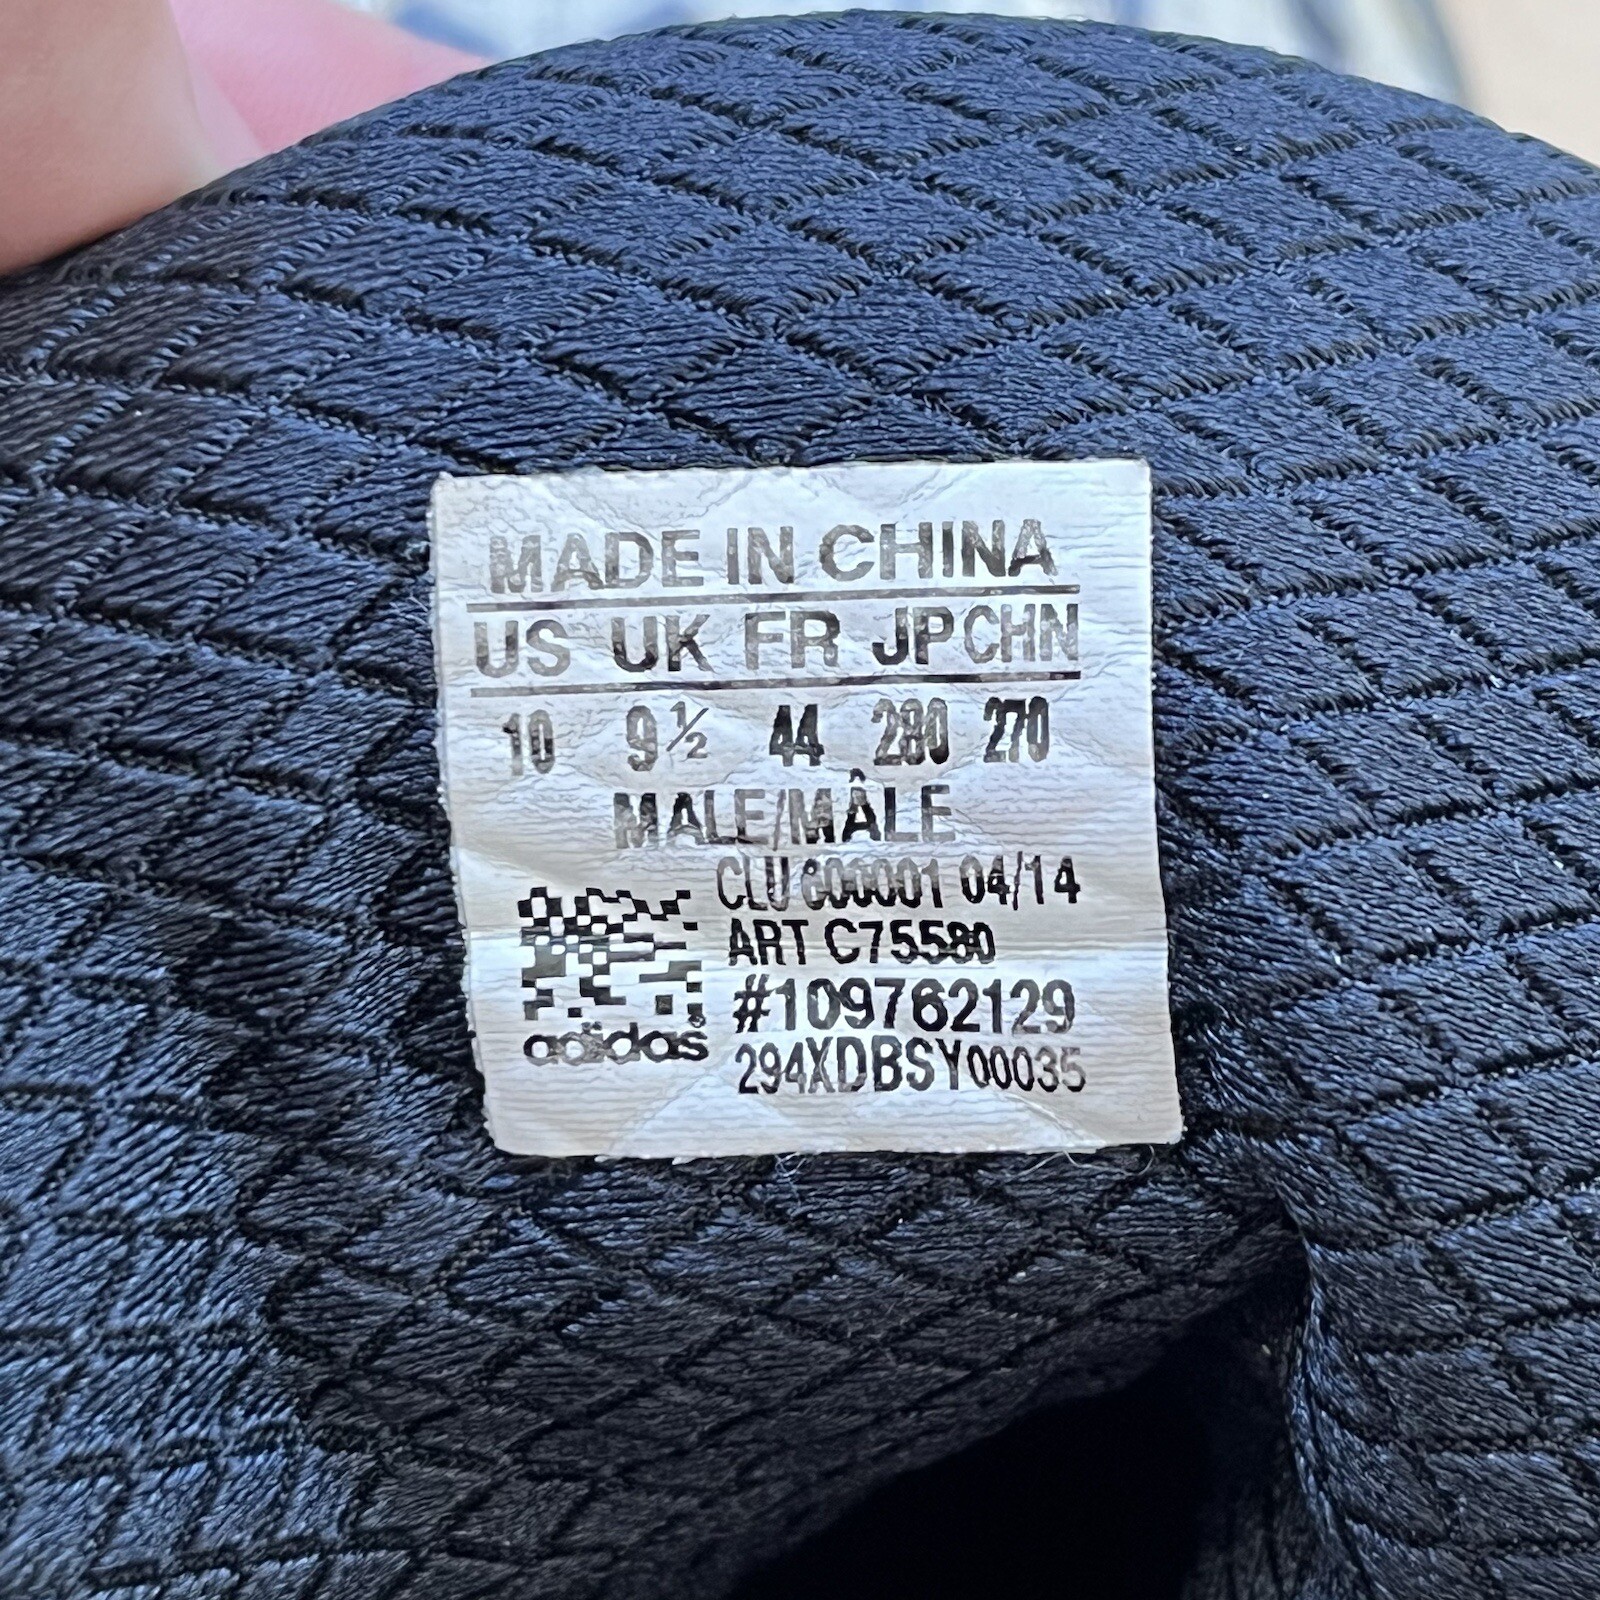 MADE IN CHINA
US UK FR JP CHN
10 9½ 44 280 270
MALE/MÂLE
CLU 600001 04/14
ART C75580
#109762129
adidas
294XDBSY00035